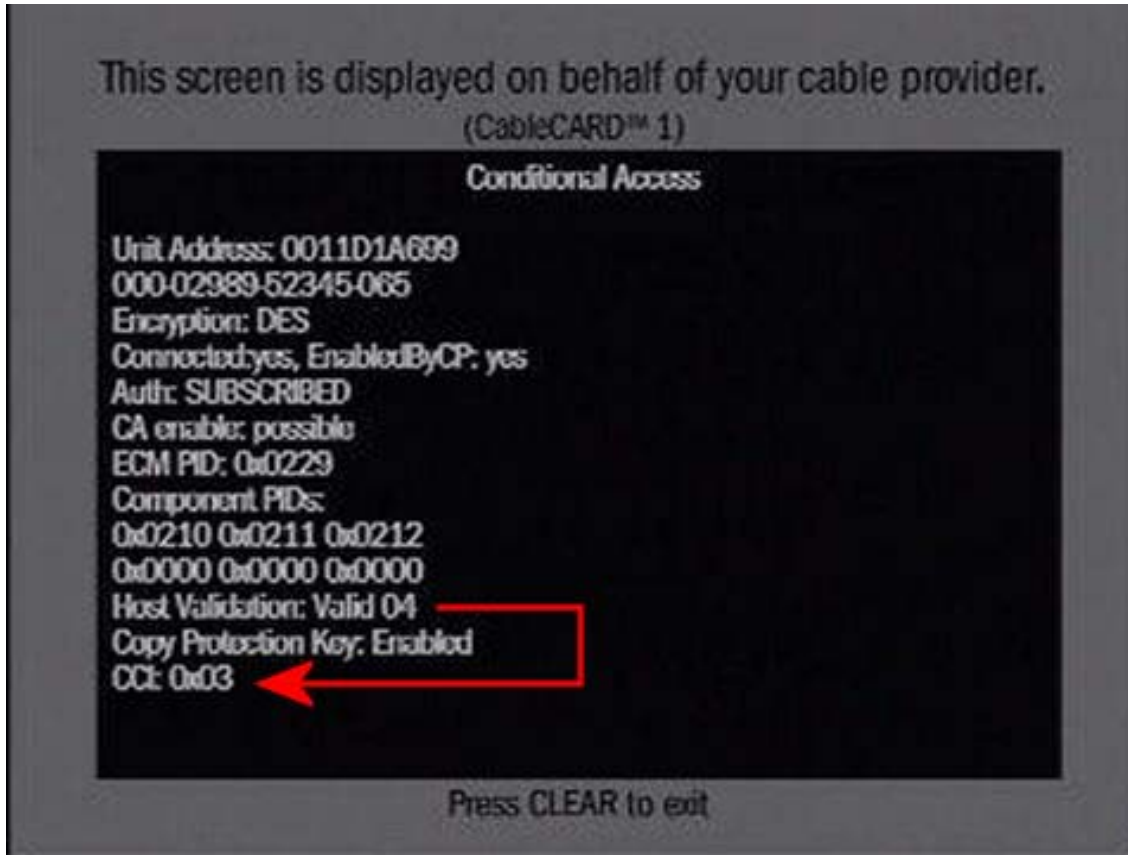 This screen is displayed on behalf of your cable provider.
(CableCARD™ 1)
Conditional Access
Unit Address: 0011D1A699
000-02989-52345-065
Encryption: DES
Connected:yes, EnabledByCP: yes
Auth: SUBSCRIBED
CA enable: possible
ECM PID: 0x0229
Component PIDs:
0x0210 0x0211 0x0212
0x0000 0x0000 0x0000
Host Validation: Valid 04
Copy Protection Key: Enabled
CCI: 0x03
Press CLEAR to exit